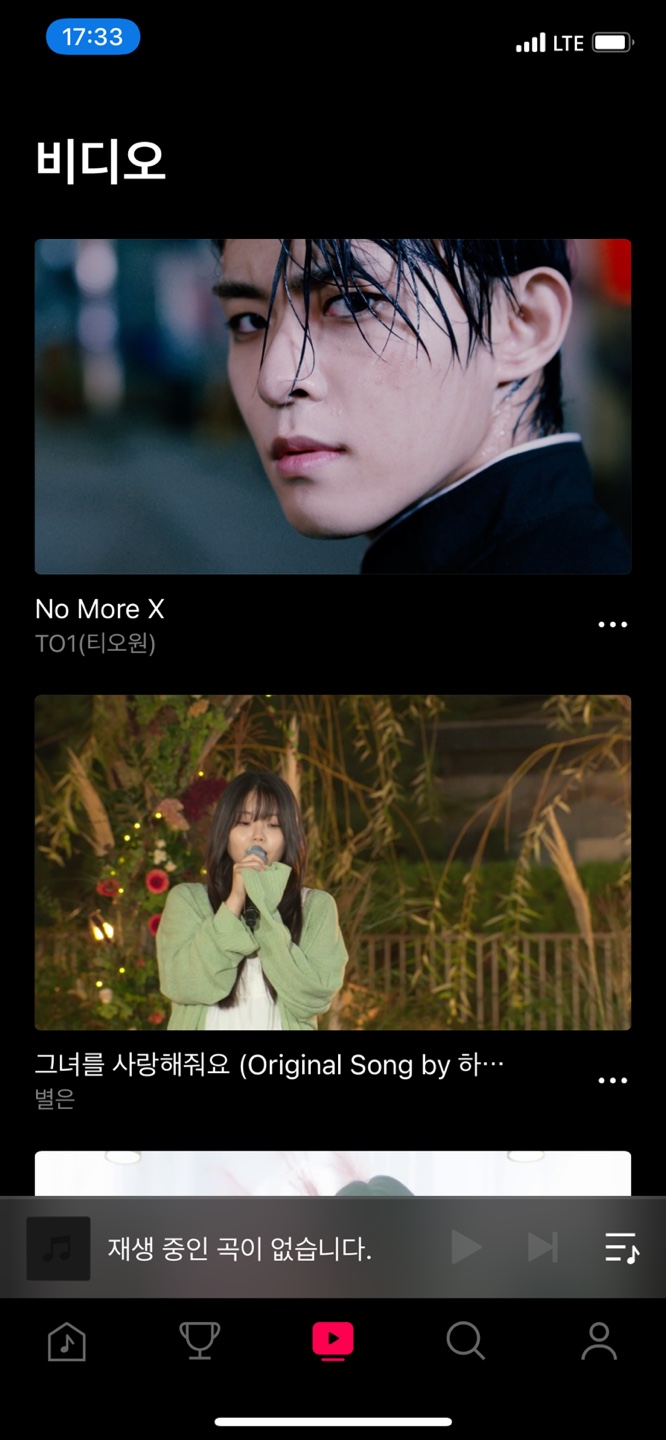 17:33
LTE
비디오
No More X
TO1(티오원)
그녀를 사랑해줘요 (Original Song by 하…
별은
재생 중인 곡이 없습니다.